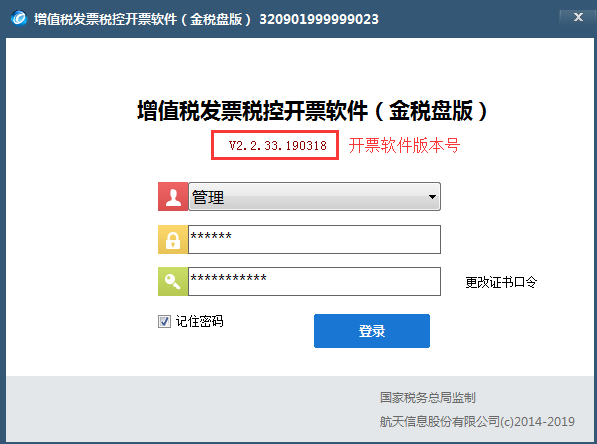 增值税发票税控开票软件（金税盘版） 320901999999023
增值税发票税控开票软件（金税盘版）
V2.2.33.190318 开票软件版本号
管理
******
*********** 更改证书口令
记住密码
登录
国家税务总局监制
航天信息股份有限公司(c)2014-2019